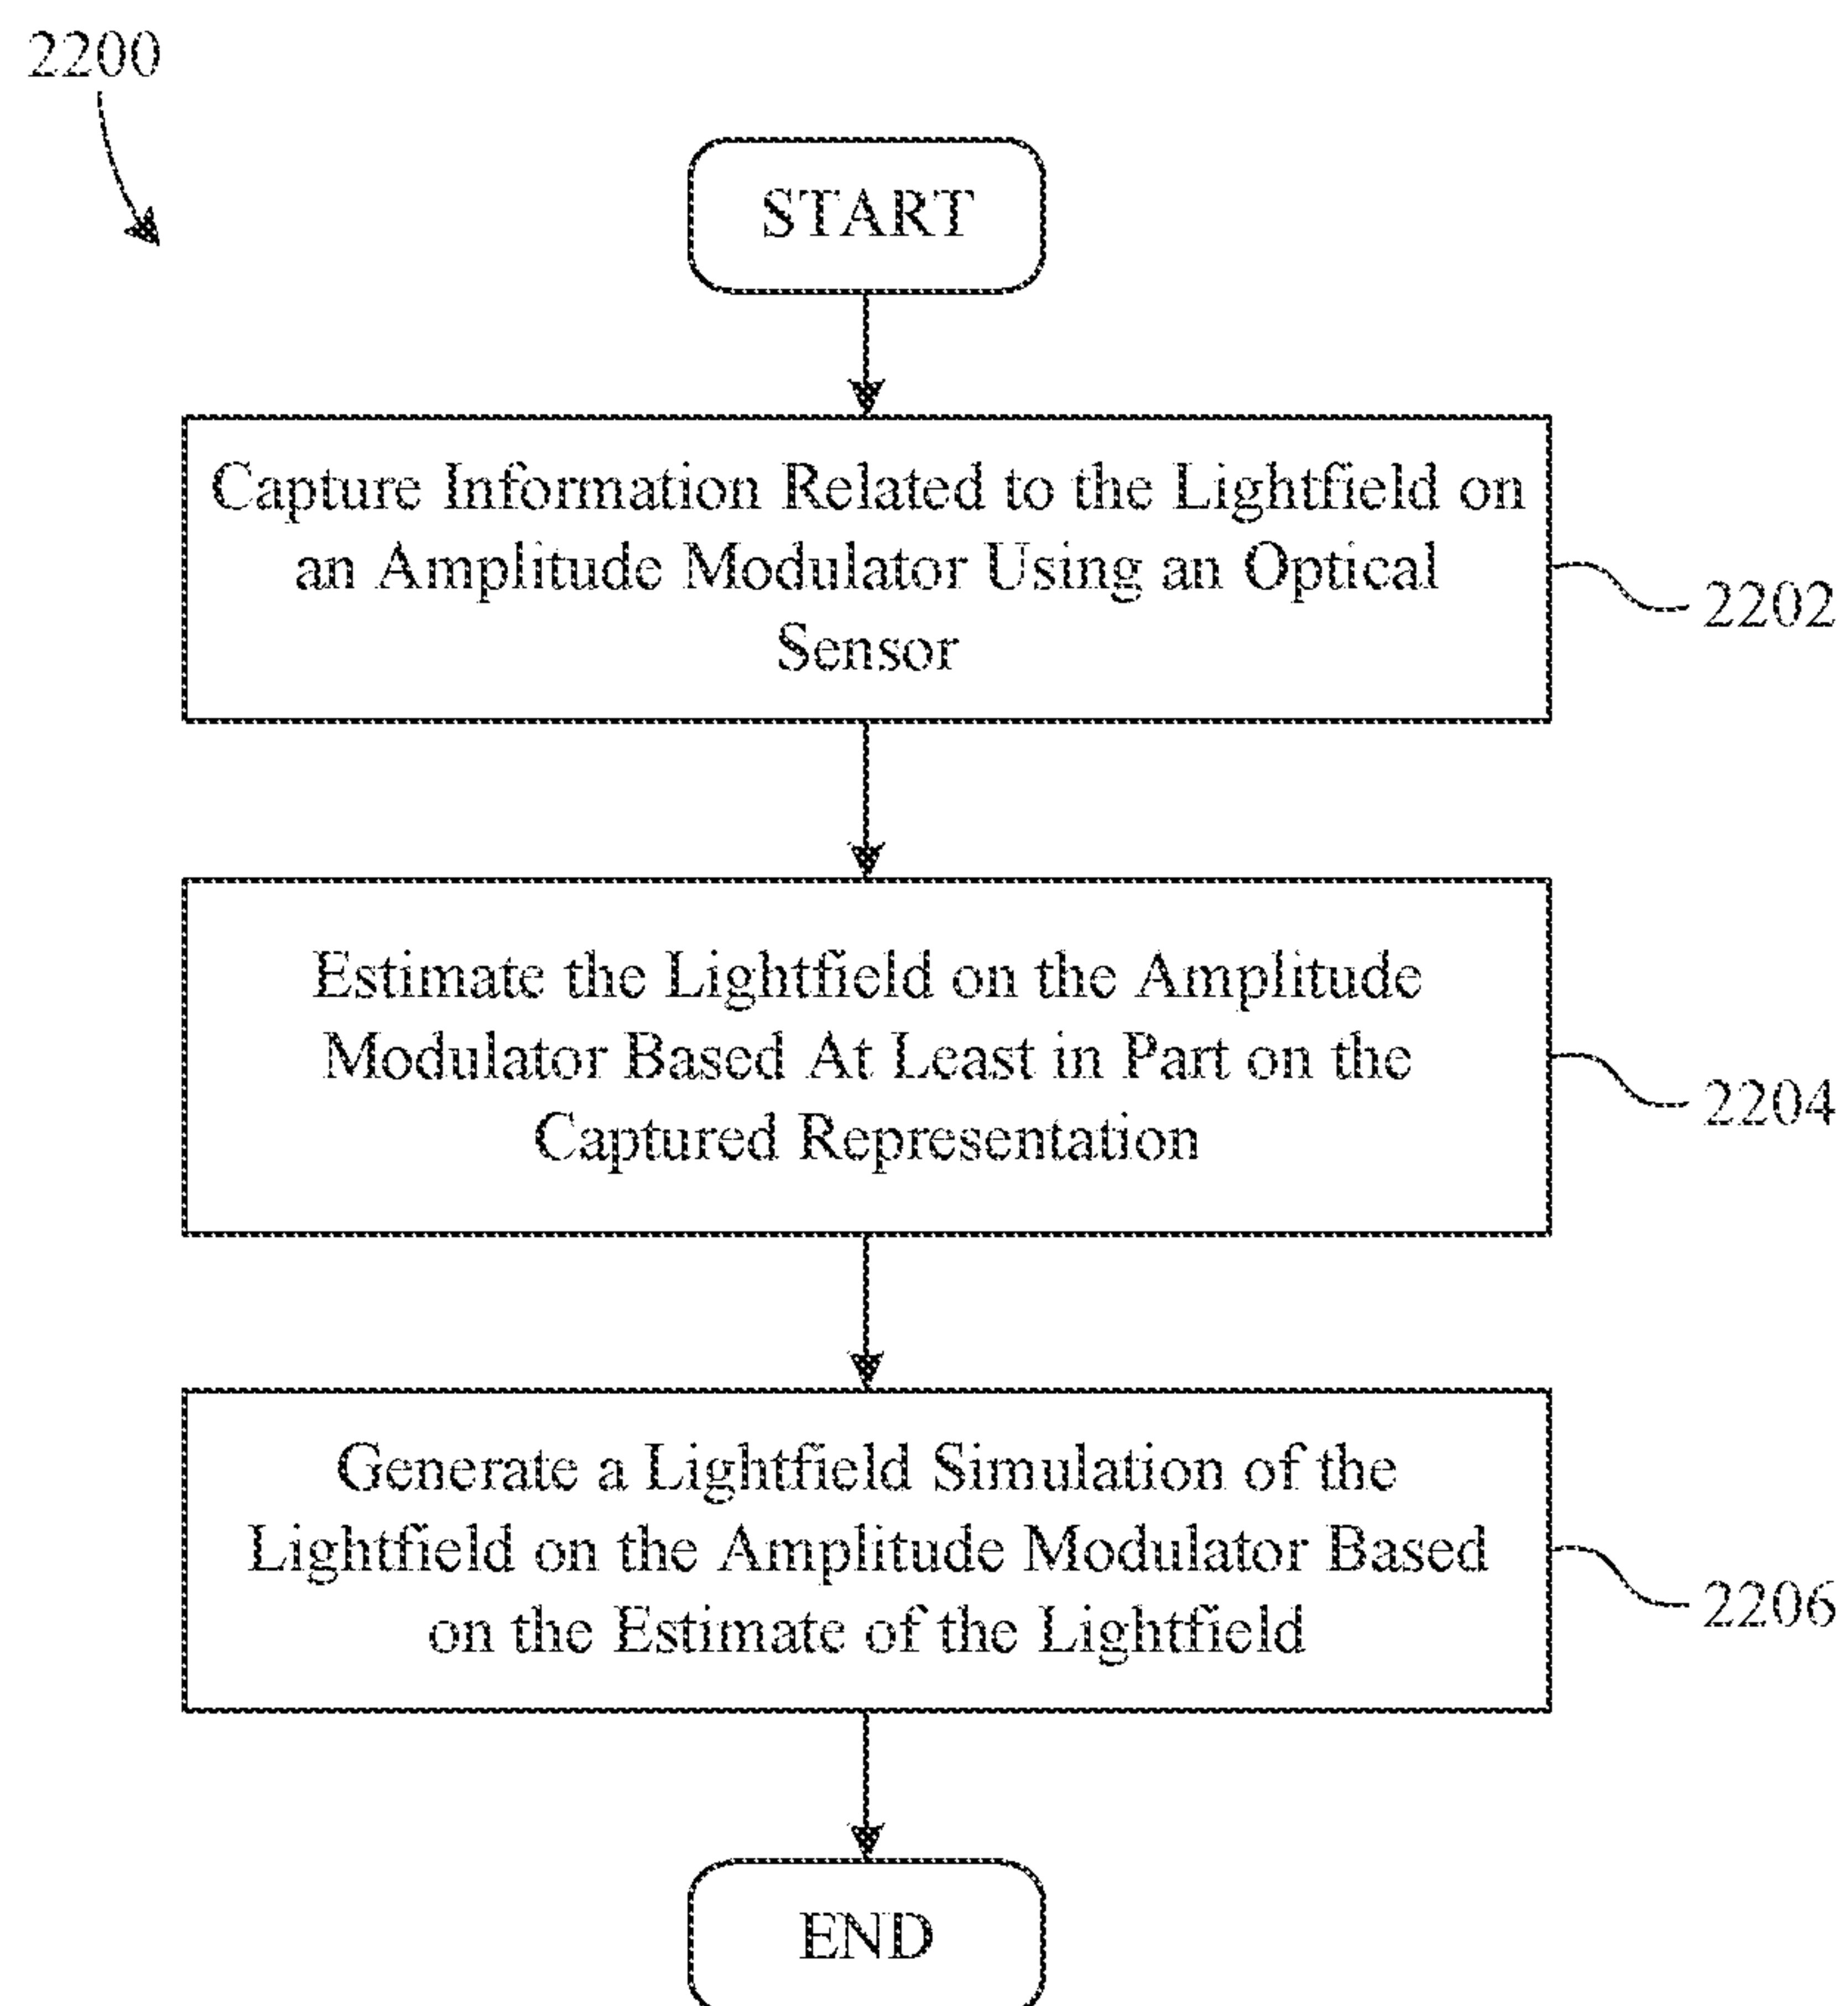 2200
START
Capture Information Related to the Lightfield on
an Amplitude Modulator Using an Optical
Sensor
2202
Estimate the Lightfield on the Amplitude
Modulator Based At Least in Part on the
Captured Representation
2204
Generate a Lightfield Simulation of the
Lightfield on the Amplitude Modulator Based
on the Estimate of the Lightfield
2206
END